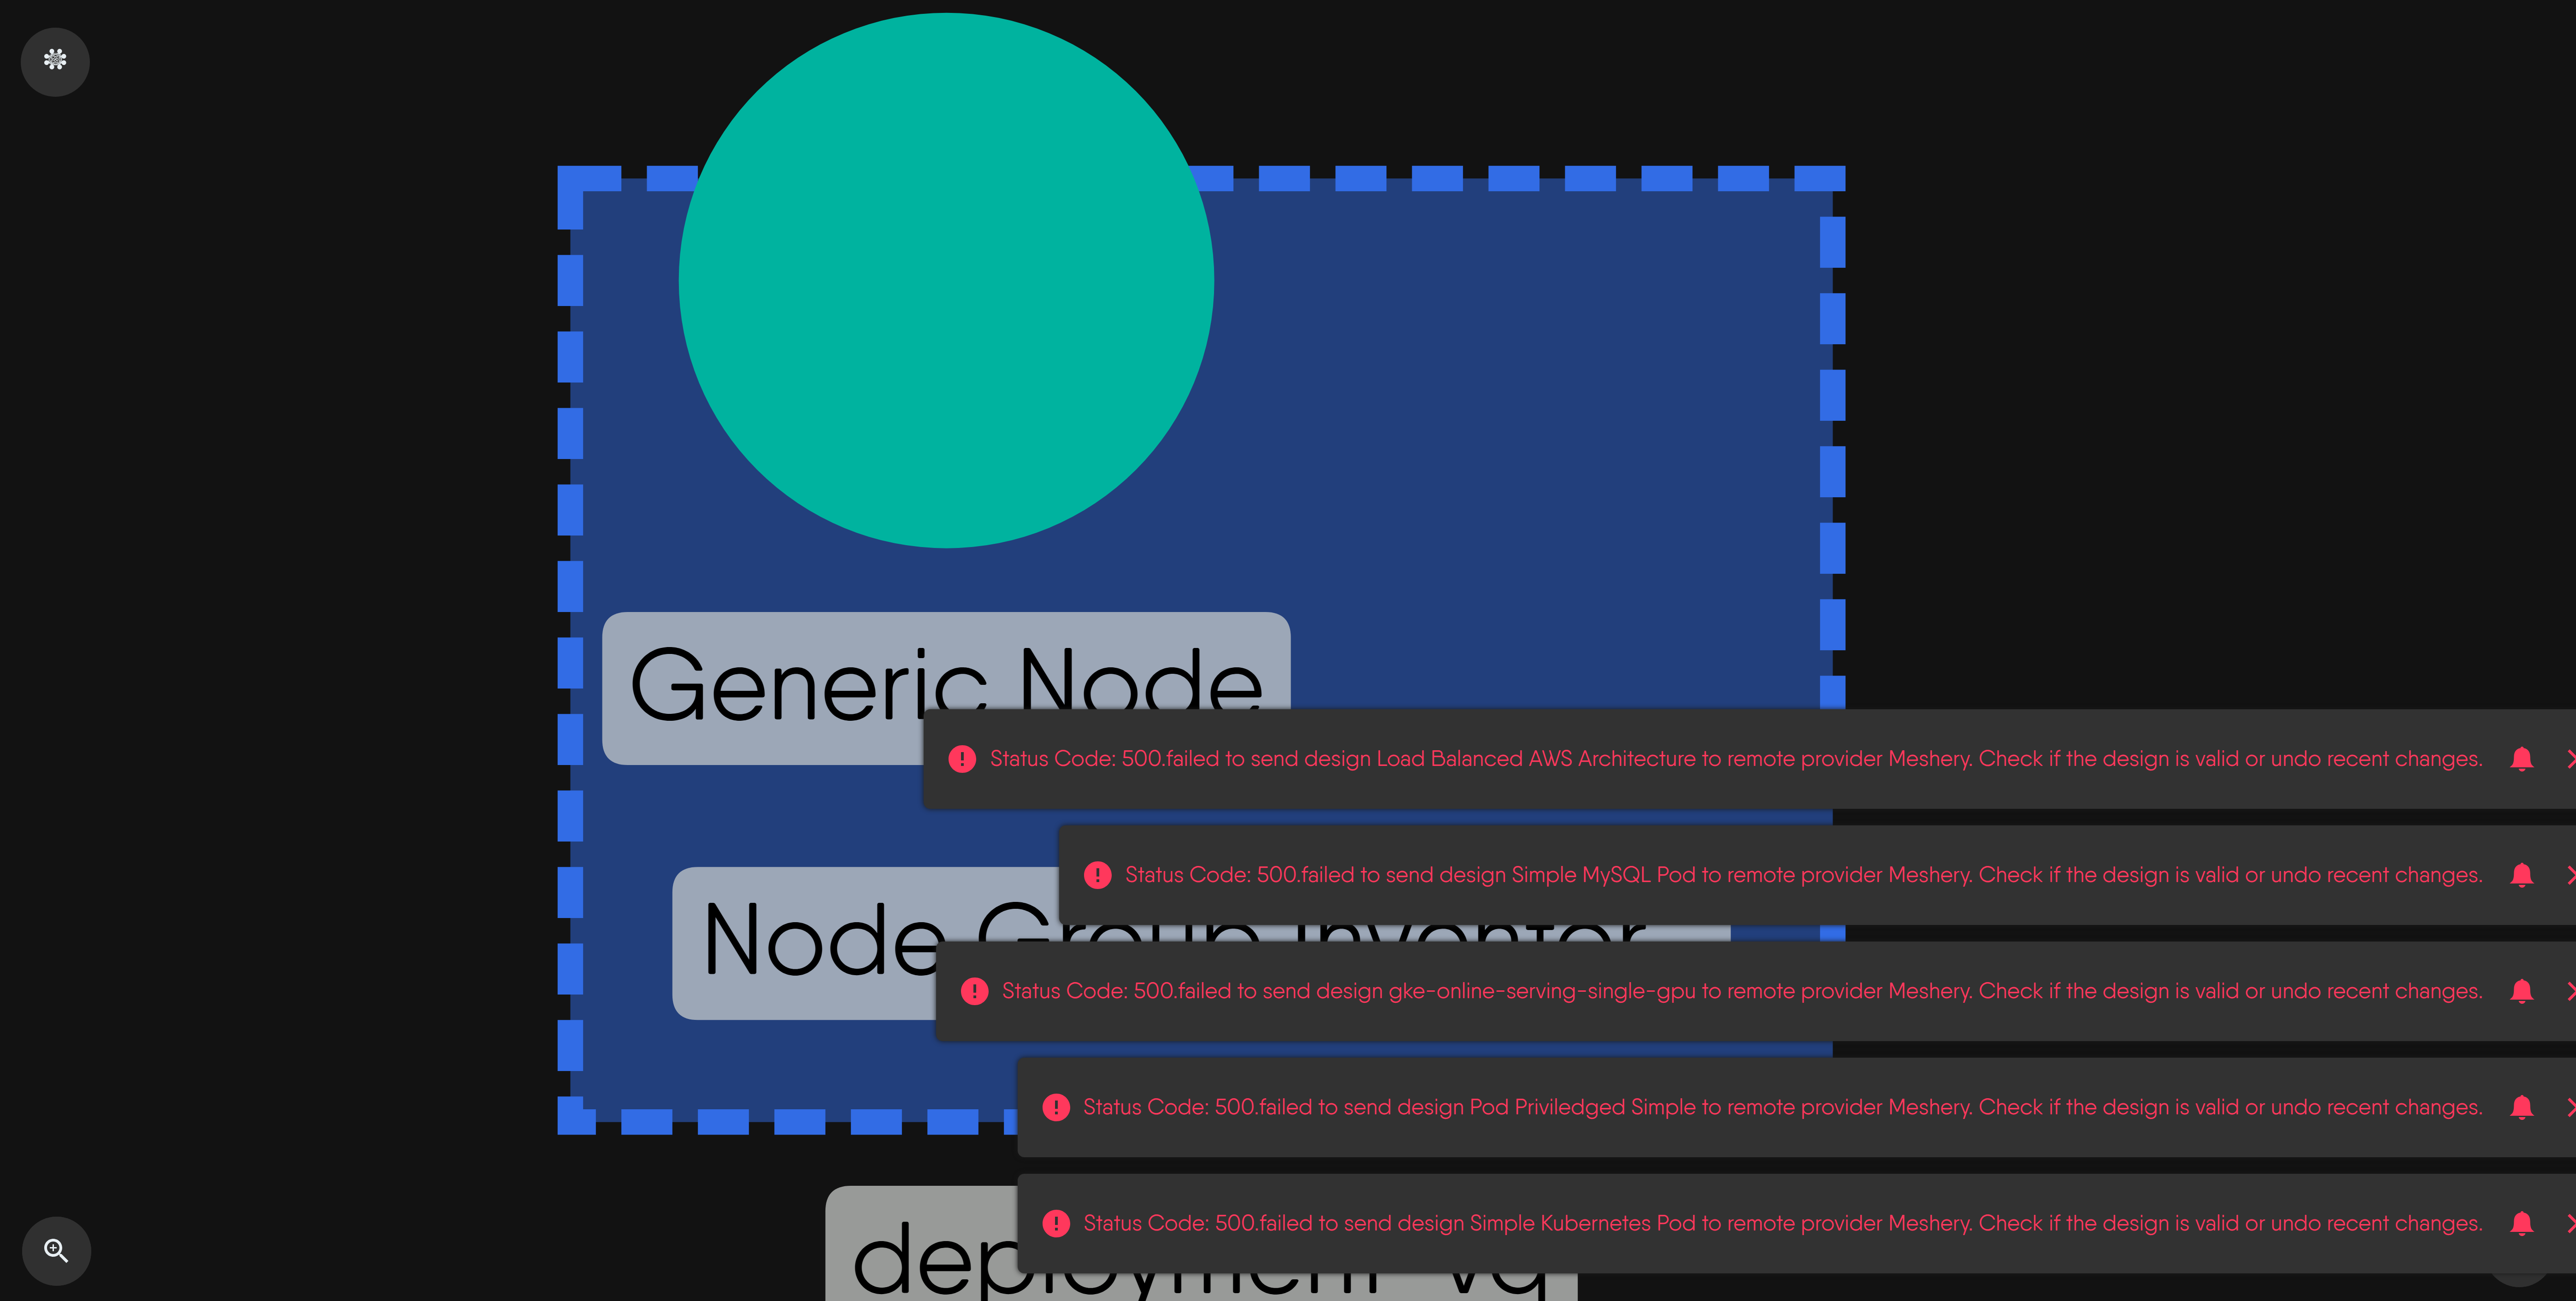 Generic Node
Status Code: 500.failed to send design Load Balanced AWS Architecture to remote provider Meshery. Check if the design is valid or undo recent changes.
Status Code: 500.failed to send design Simple MySQL Pod to remote provider Meshery. Check if the design is valid or undo recent changes.
Node Group Inventor
Status Code: 500.failed to send design gke-online-serving-single-gpu to remote provider Meshery. Check if the design is valid or undo recent changes.
Status Code: 500.failed to send design Pod Priviledged Simple to remote provider Meshery. Check if the design is valid or undo recent changes.
Status Code: 500.failed to send design Simple Kubernetes Pod to remote provider Meshery. Check if the design is valid or undo recent changes.